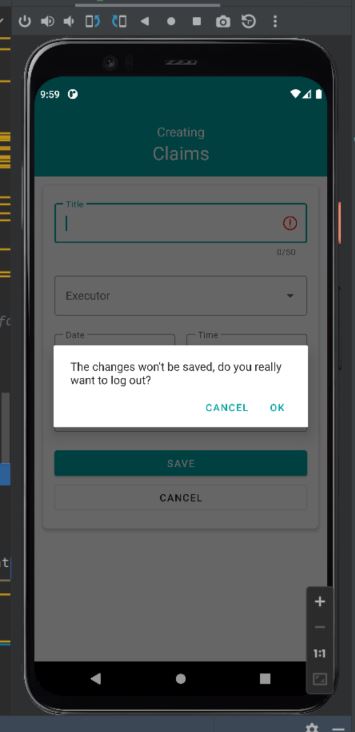 9:59
Creating
Claims
Title
0/50
Executor
Date
Time
The changes won't be saved, do you really
want to log out?
CANCEL
OK
SAVE
CANCEL
1:1